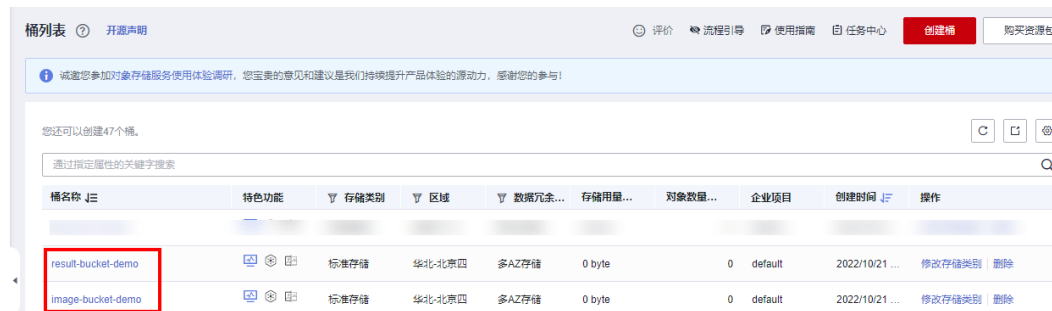 桶列表 ? 开源声明 评价 流程引导 使用指南 任务中心 创建桶 购买资源包
诚邀您参加对象存储服务使用体验调研，您宝贵的意见和建议是我们持续提升产品体验的源动力，感谢您的参与！
您还可以创建47个桶。
通过指定属性的关键字搜索
桶名称 特色功能 存储类别 区域 数据冗余... 存储用量... 对象数量... 企业项目 创建时间 操作
result-bucket-demo 标准存储 华北-北京四 多AZ存储 0 byte 0 default 2022/10/21 ... 修改存储类别 | 删除
image-bucket-demo 标准存储 华北-北京四 多AZ存储 0 byte 0 default 2022/10/21 ... 修改存储类别 | 删除